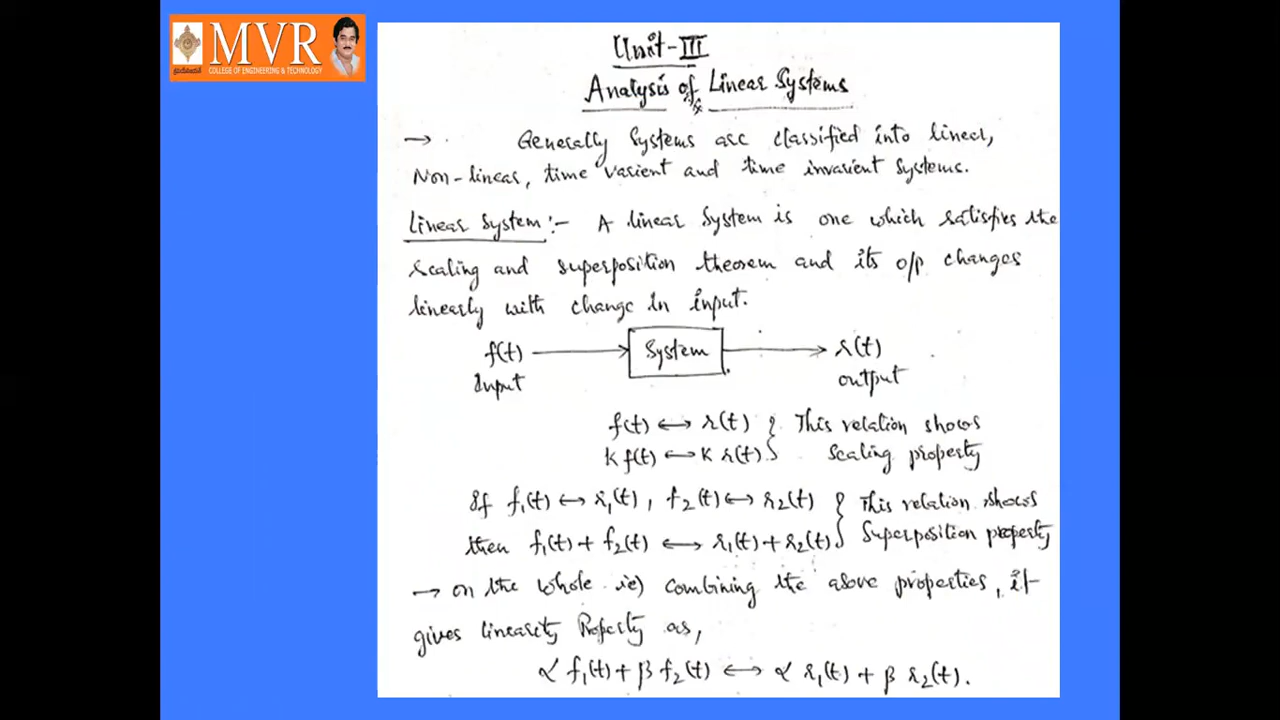 MVR
COLLEGE OF ENGINEERING & TECHNOLOGY
Unit-III
Analysis of Linear Systems
→ Generally Systems are classified into linear,
Non-linear, time varient and time invarient Systems.
Linear System:- A linear System is one which satisfies the
scaling and superposition theorem and its o/p changes
linearly with change in input.
f(t) → System → r(t)
Input output
f(t) ↔ r(t) } This relation shows
K f(t) ↔ K r(t) } scaling property
If f₁(t) ↔ r₁(t), f₂(t) ↔ r₂(t) } This relation shows
then f₁(t) + f₂(t) ↔ r₁(t) + r₂(t) } Superposition property
→ on the whole ie) combining the above properties, it
gives linearity Property as,
α f₁(t) + β f₂(t) ↔ α r₁(t) + β r₂(t).